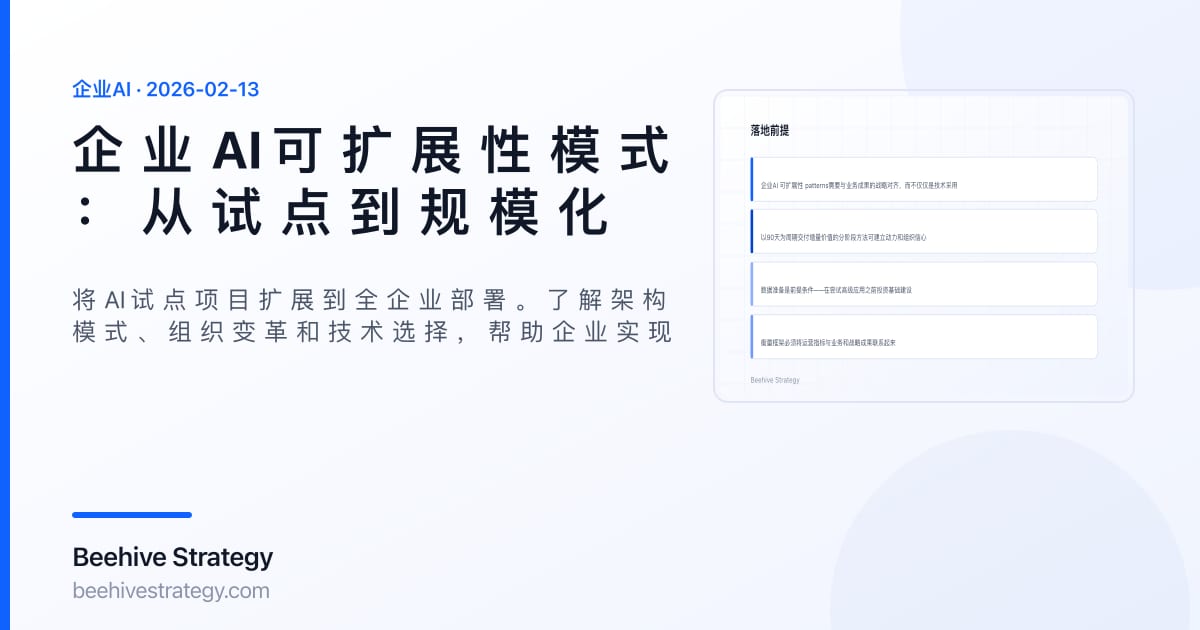 企业AI · 2026-02-13
企业AI可扩展性模式
：从试点到规模化
将AI试点项目扩展到全企业部署。了解架构
模式、组织变革和技术选择，帮助企业实现
落地前提
企业AI 可扩展性 patterns需要与业务成果的战略对齐，而不仅仅是技术采用
以90天为周期交付增量价值的分阶段方法可建立动力和组织信心
数据准备是前提条件——在尝试高级应用之前投资基础建设
衡量框架必须将运营指标与业务和战略成果联系起来
Beehive Strategy
Beehive Strategy
beehivestrategy.com